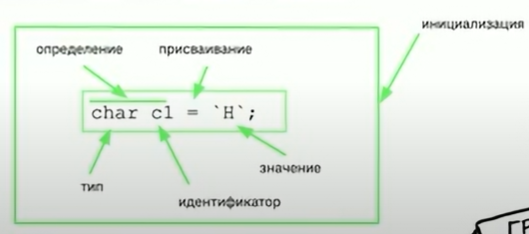 инициализация
определение присваивание
char c1 = `H`;
значение
тип
идентификатор